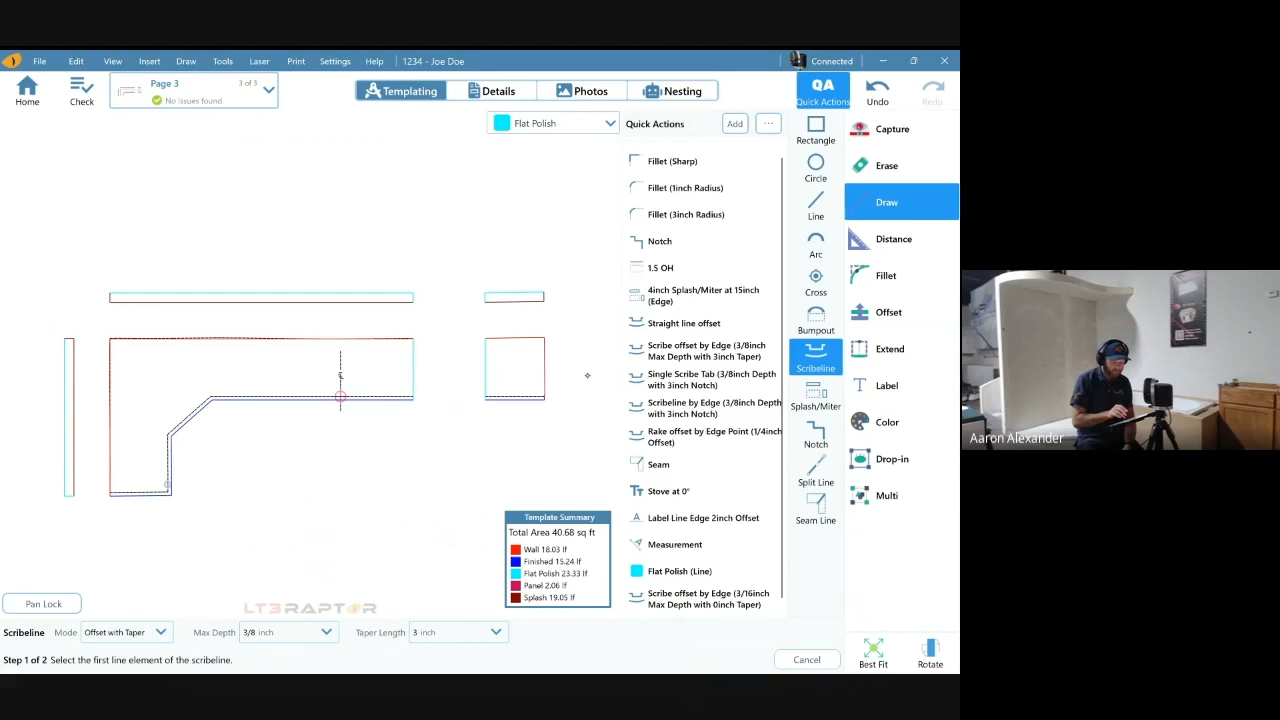 File Edit View Insert Draw Tools Laser Print Settings Help 1234 - Joe Doe Connected
Home
Check
Page 3 3 of 3
No issues found
Templating Details Photos Nesting
QA
Quick Actions
Undo
Redo
Flat Polish
Quick Actions Add ...
Fillet (Sharp)
Fillet (1inch Radius)
Fillet (3inch Radius)
Notch
1.5 OH
4inch Splash/Miter at 15inch
(Edge)
Straight line offset
Scribe offset by Edge (3/8inch
Max Depth with 3inch Taper)
Single Scribe Tab (3/8inch Depth
with 3inch Notch)
Scribeline by Edge (3/8inch Depth
with 3inch Notch)
Rake offset by Edge Point (1/4inch
Offset)
Seam
Stove at 0°
Label Line Edge 2inch Offset
Measurement
Flat Polish (Line)
Scribe offset by Edge (3/16inch
Max Depth with 0inch Taper)
Rectangle
Circle
Line
Arc
Cross
Bumpout
Scribeline
Splash/Miter
Notch
Split Line
Seam Line
Capture
Erase
Draw
Distance
Fillet
Offset
Extend
Label
Color
Drop-in
Multi
Best Fit
Rotate
Template Summary
Total Area 40.68 sq ft
Wall 18.03 lf
Finished 15.24 lf
Flat Polish 23.33 lf
Panel 2.06 lf
Splash 19.05 lf
Pan Lock
LT3RAPTOR
Scribeline Mode Offset with Taper Max Depth 3/8 inch Taper Length 3 inch
Step 1 of 2 Select the first line element of the scribeline.
Cancel
Aaron Alexander